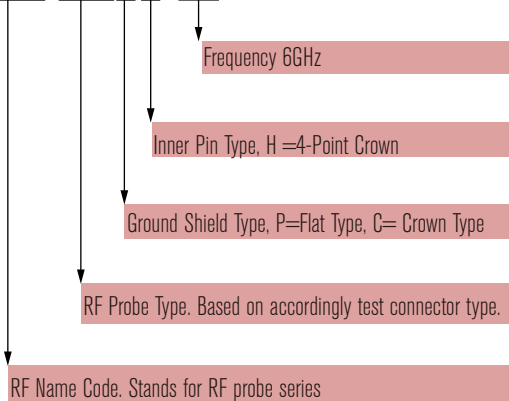 Frequency 6GHz
Inner Pin Type, H =4-Point Crown
Ground Shield Type, P=Flat Type, C= Crown Type
RF Probe Type. Based on accordingly test connector type.
RF Name Code. Stands for RF probe series